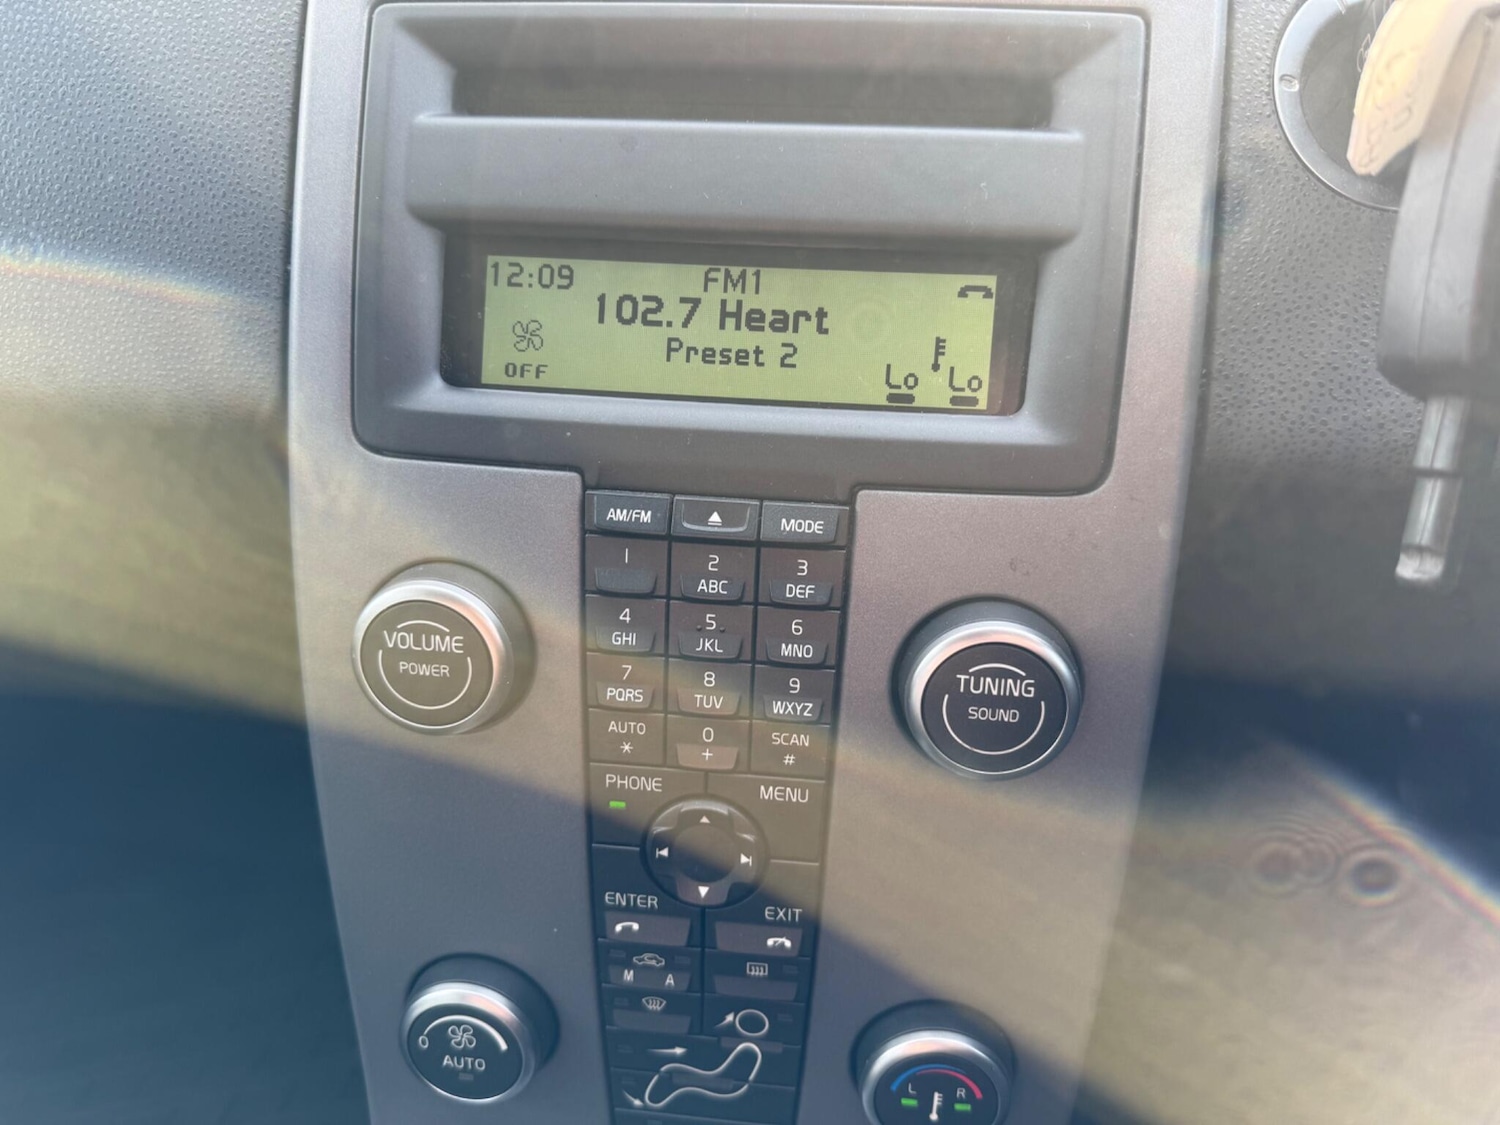 12:09 FM1
102.7 Heart
Preset 2
OFF
Lo Lo
AM/FM MODE
1 2 3
ABC DEF
4 5 6
GHI JKL MNO
7 8 9
PQRS TUV WXYZ
AUTO 0 SCAN
* + #
VOLUME
POWER
TUNING
SOUND
PHONE MENU
ENTER EXIT
M A
0
AUTO
L R